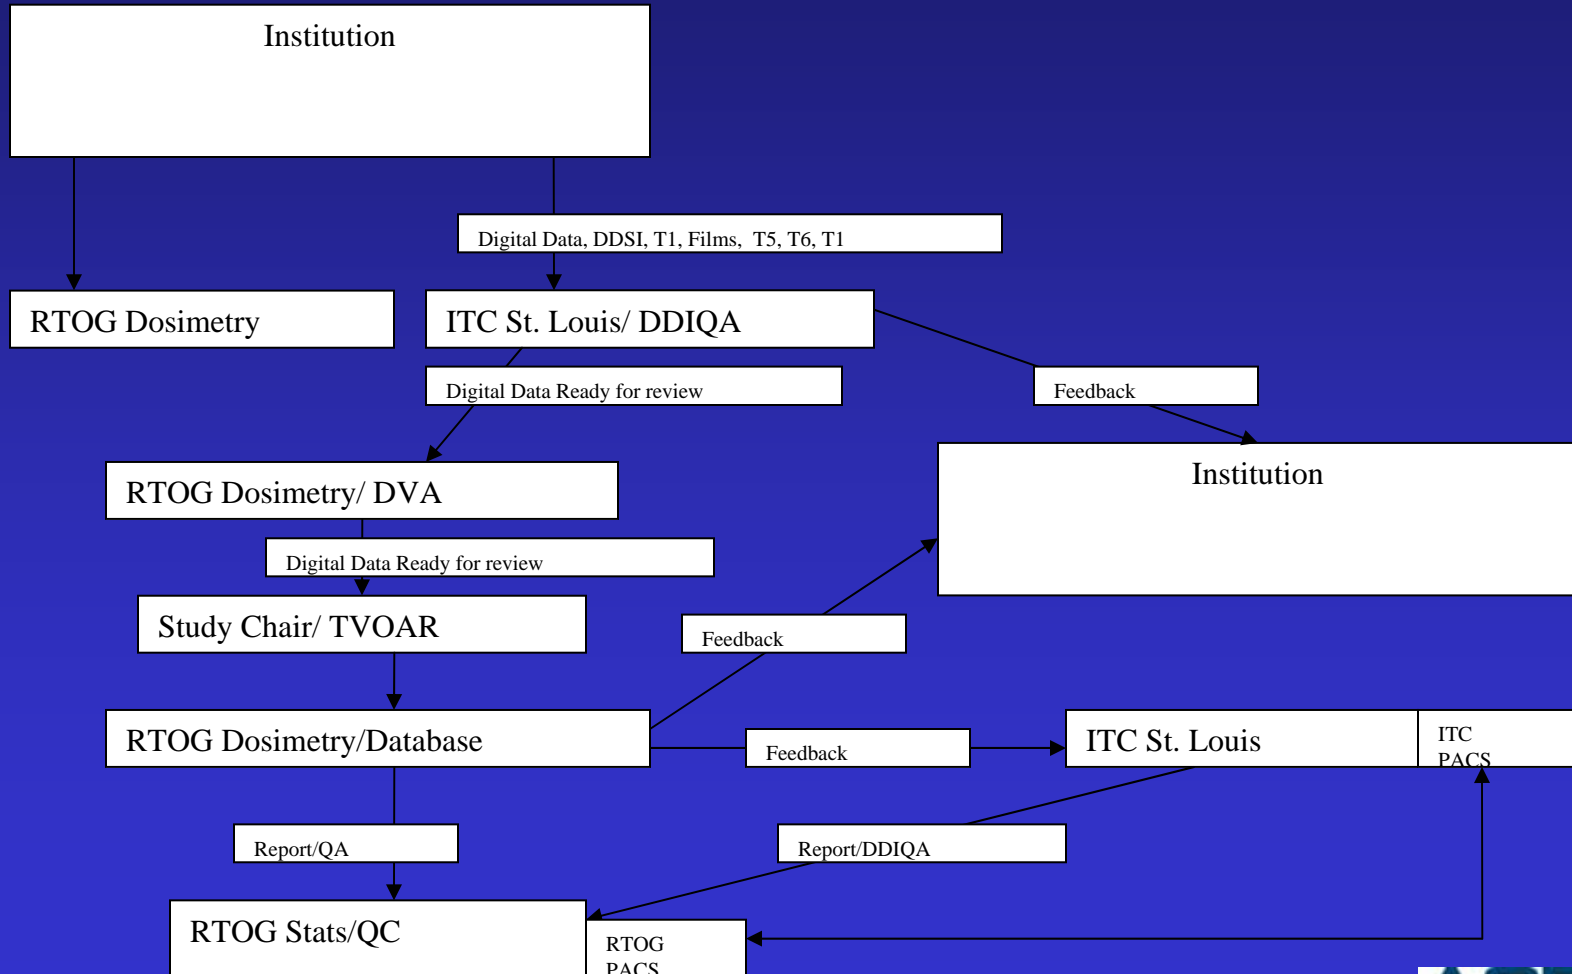 Institution
Digital Data, DDSI, T1, Films, T5, T6, T1
RTOG Dosimetry
ITC St. Louis/ DDIQA
Digital Data Ready for review
Feedback
Institution
RTOG Dosimetry/ DVA
Digital Data Ready for review
Study Chair/ TVOAR
Feedback
RTOG Dosimetry/Database
Feedback
ITC St. Louis
ITC
PACS
Report/QA
Report/DDIQA
RTOG Stats/QC
RTOG
PACS